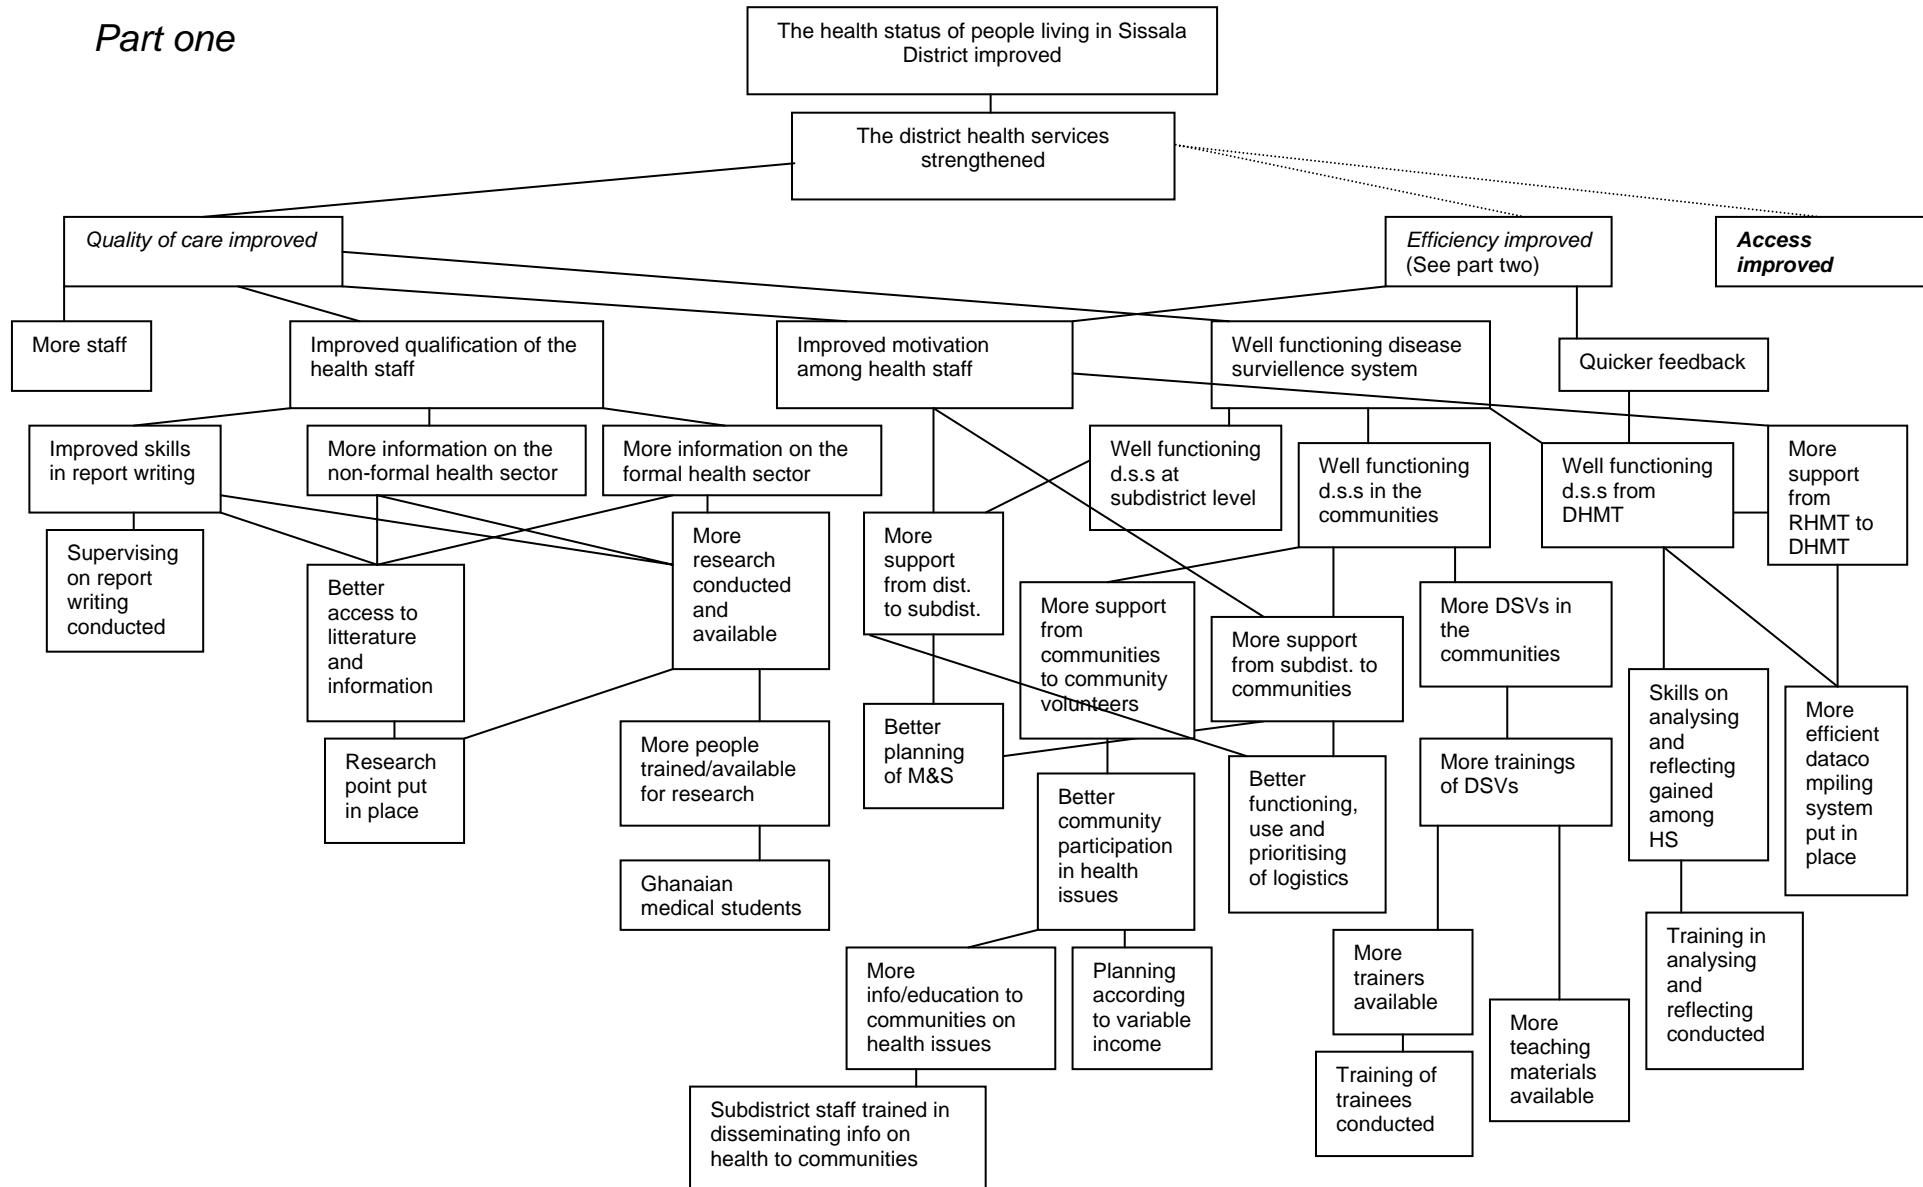 Part one
The health status of people living in Sissala
District improved
The district health services
strengthened
Quality of care improved
Efficiency improved
(See part two)
Access
improved
More staff
Improved qualification of the
health staff
Improved motivation
among health staff
Well functioning disease
surviellence system
Quicker feedback
Improved skills
in report writing
More information on the
non-formal health sector
More information on the
formal health sector
Well functioning
d.s.s at
subdistrict level
Well functioning
d.s.s in the
communities
Well functioning
d.s.s from
DHMT
More
support
from
RHMT to
DHMT
Supervising
on report
writing
conducted
Better
access to
litterature
and
information
More
research
conducted
and
available
More
support
from dist.
to subdist.
More support
from
communities
to community
volunteers
More support
from subdist. to
communities
More DSVs in
the
communities
Skills on
analysing
and
reflecting
gained
among
HS
More
efficient
dataco
mpiling
system
put in
place
Research
point put
in place
More people
trained/available
for research
Better
planning
of M&S
Better
community
participation
in health
issues
Better
functioning,
use and
prioritising
of logistics
More trainings
of DSVs
Ghanaian
medical students
More
info/education to
communities on
health issues
Planning
according
to variable
income
More
trainers
available
More
teaching
materials
available
Training in
analysing
and
reflecting
conducted
Subdistrict staff trained in
disseminating info on
health to communities
Training of
trainees
conducted